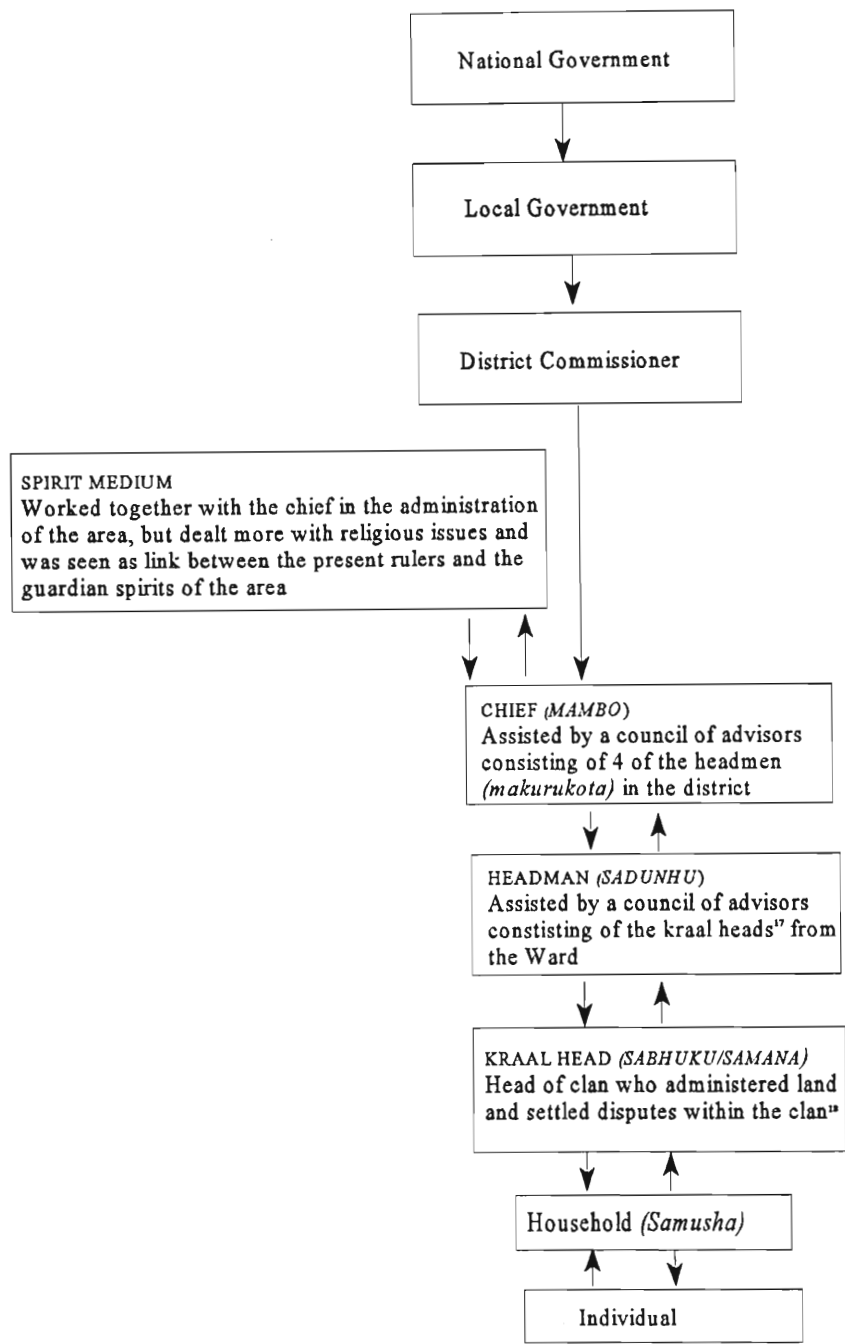 National Government
Local Government
District Commissioner
SPIRIT MEDIUM
Worked together with the chief in the administration
of the area, but dealt more with religious issues and
was seen as link between the present rulers and the
guardian spirits of the area
CHIEF (MAMBO)
Assisted by a council of advisors
consisting of 4 of the headmen
(makurukota) in the district
HEADMAN (SADUNHU)
Assisted by a council of advisors
constisting of the kraal heads¹⁷ from
the Ward
KRAAL HEAD (SABHUKU/SAMANA)
Head of clan who administered land
and settled disputes within the clan¹⁸
Household (Samusha)
Individual